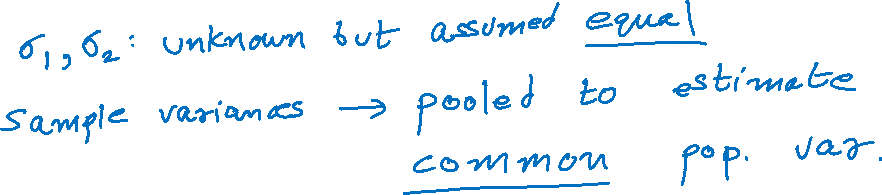 σ₁, σ₂: unknown but assumed equal
Sample variances → pooled to estimate
common pop. var.